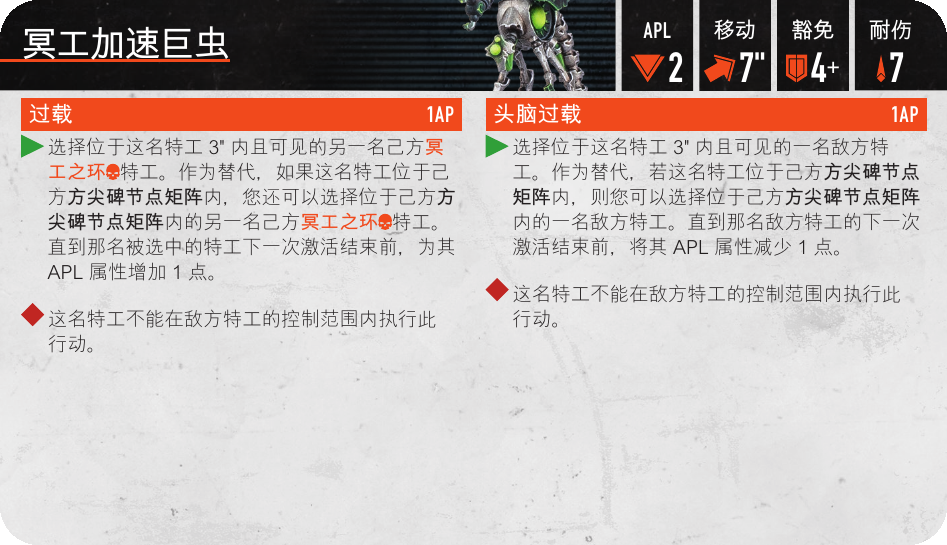 冥工加速巨虫
APL 2
移动 7"
豁免 4+
耐伤 7
过载 1AP
选择位于这名特工 3" 内且可见的另一名己方冥
工之环特工。作为替代，如果这名特工位于己
方方尖碑节点矩阵内，您还可以选择位于己方方
尖碑节点矩阵内的另一名己方冥工之环特工。
直到那名被选中的特工下一次激活结束前，为其
APL 属性增加 1 点。
这名特工不能在敌方特工的控制范围内执行此
行动。
头脑过载 1AP
选择位于这名特工 3" 内且可见的一名敌方特
工。作为替代，若这名特工位于己方方尖碑节点
矩阵内，则您可以选择位于己方方尖碑节点矩阵
内的一名敌方特工。直到那名敌方特工的下一次
激活结束前，将其 APL 属性减少 1 点。
这名特工不能在敌方特工的控制范围内执行此
行动。